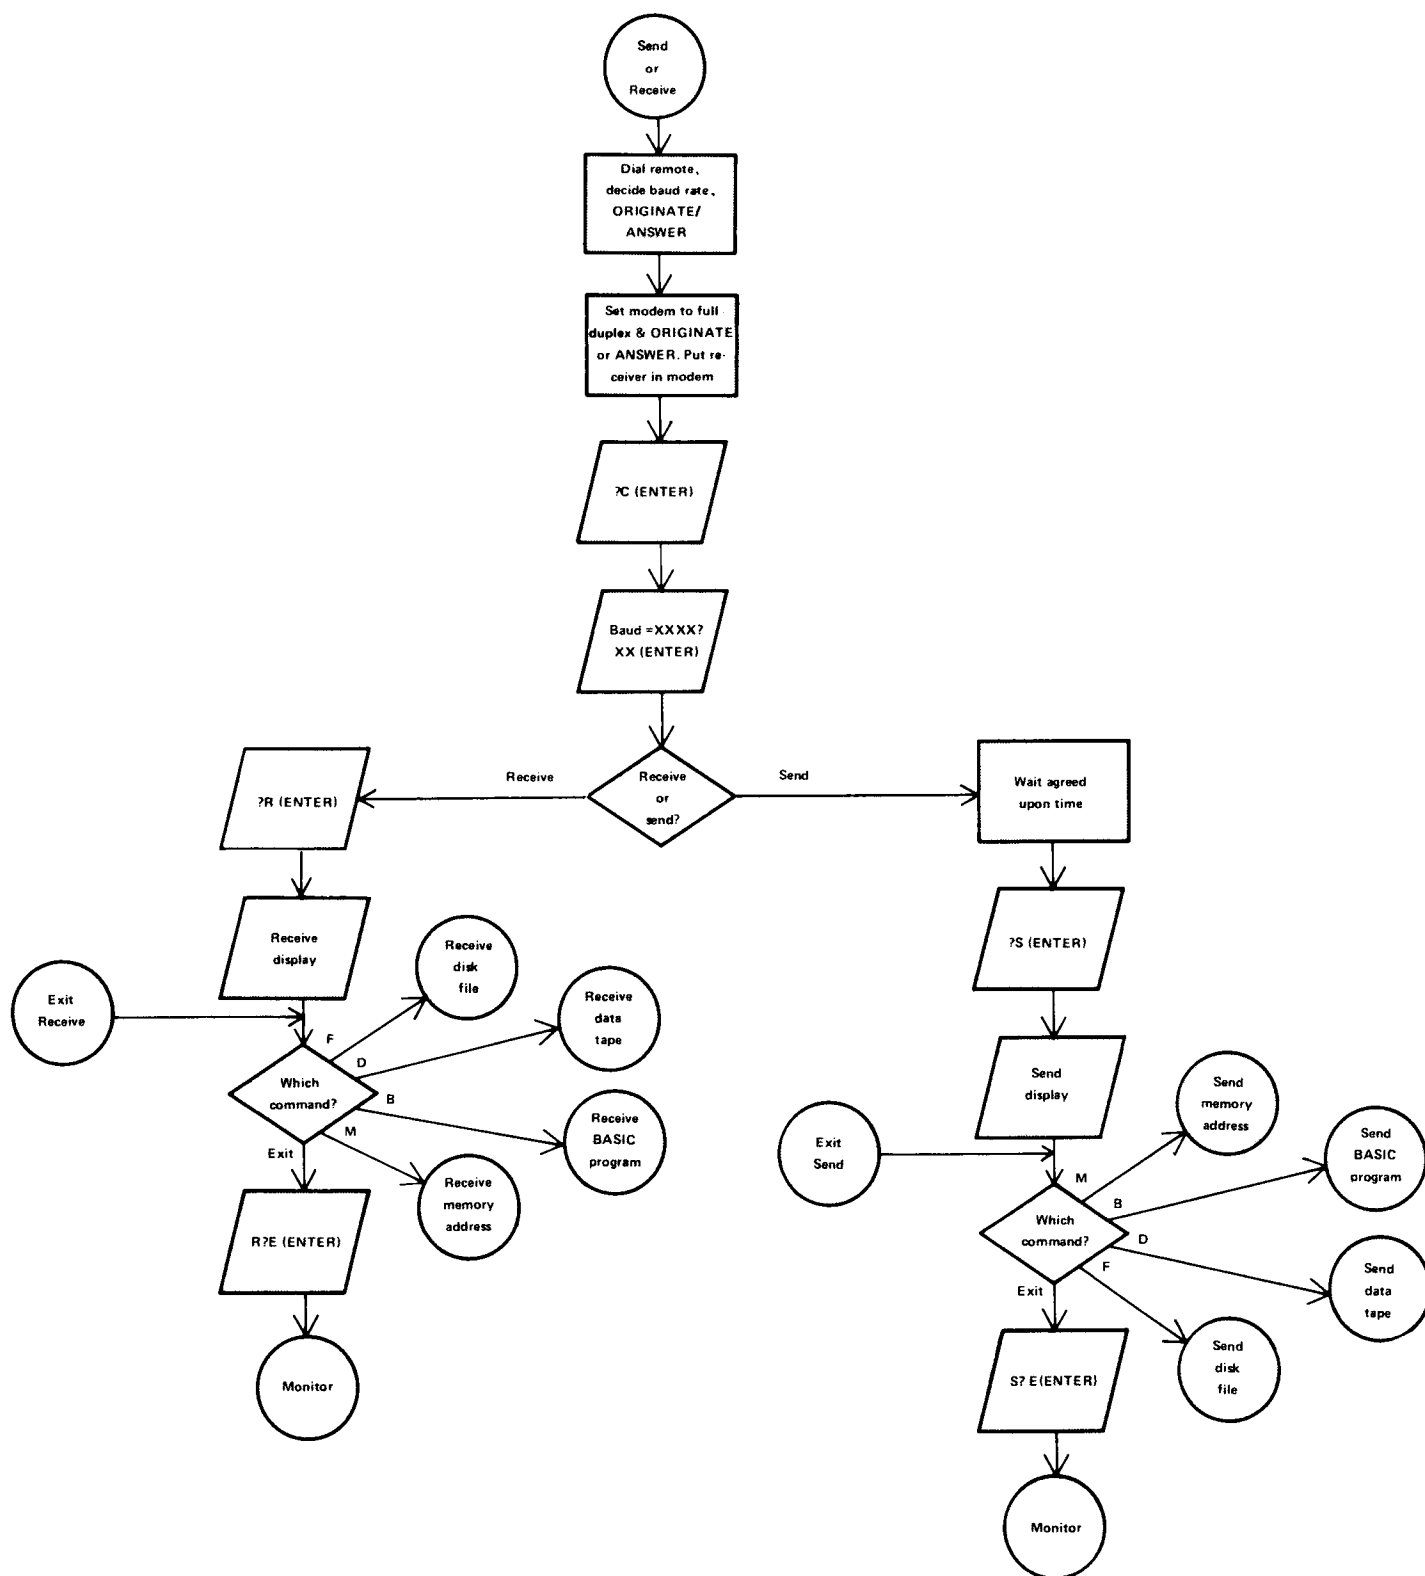 Send
or
Receive
Dial remote,
decide baud rate,
ORIGINATE/
ANSWER
Set modem to full
duplex & ORIGINATE
or ANSWER. Put re-
ceiver in modem
?C (ENTER)
Baud =XXXX?
XX (ENTER)
Receive
or
send?
Receive
Send
?R (ENTER)
Receive
display
Exit
Receive
Which
command?
F
D
B
M
Exit
Receive
disk
file
Receive
data
tape
Receive
BASIC
program
Receive
memory
address
R?E (ENTER)
Monitor
Wait agreed
upon time
?S (ENTER)
Send
display
Exit
Send
Which
command?
M
B
D
F
Exit
Send
memory
address
Send
BASIC
program
Send
data
tape
Send
disk
file
S? E(ENTER)
Monitor